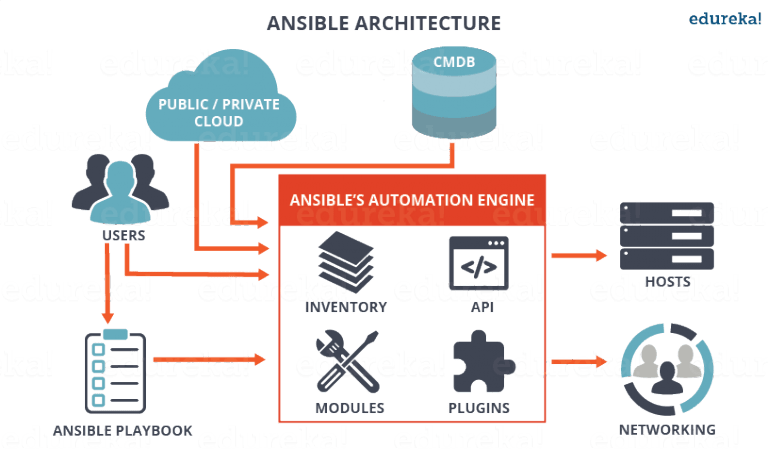 ANSIBLE ARCHITECTURE
edureka!
CMDB
PUBLIC / PRIVATE
CLOUD
ANSIBLE'S AUTOMATION ENGINE
USERS
INVENTORY
</>
API
HOSTS
MODULES
PLUGINS
ANSIBLE PLAYBOOK
NETWORKING